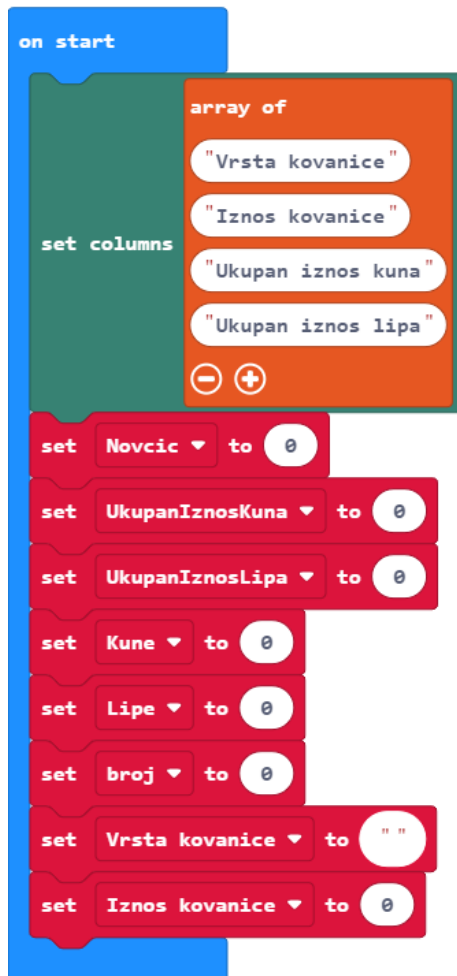 on start
array of
"Vrsta kovanice"
"Iznos kovanice"
set columns
"Ukupan iznos kuna"
"Ukupan iznos lipa"
set Novcic to 0
set UkupanIznosKuna to 0
set UkupanIznosLipa to 0
set Kune to 0
set Lipe to 0
set broj to 0
set Vrsta kovanice to " "
set Iznos kovanice to 0